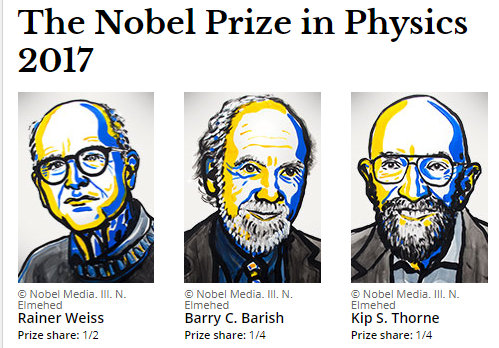 The Nobel Prize in Physics
2017
© Nobel Media. Ill. N.
Elmehed
Rainer Weiss
Prize share: 1/2
© Nobel Media. Ill. N.
Elmehed
Barry C. Barish
Prize share: 1/4
© Nobel Media. Ill. N.
Elmehed
Kip S. Thorne
Prize share: 1/4